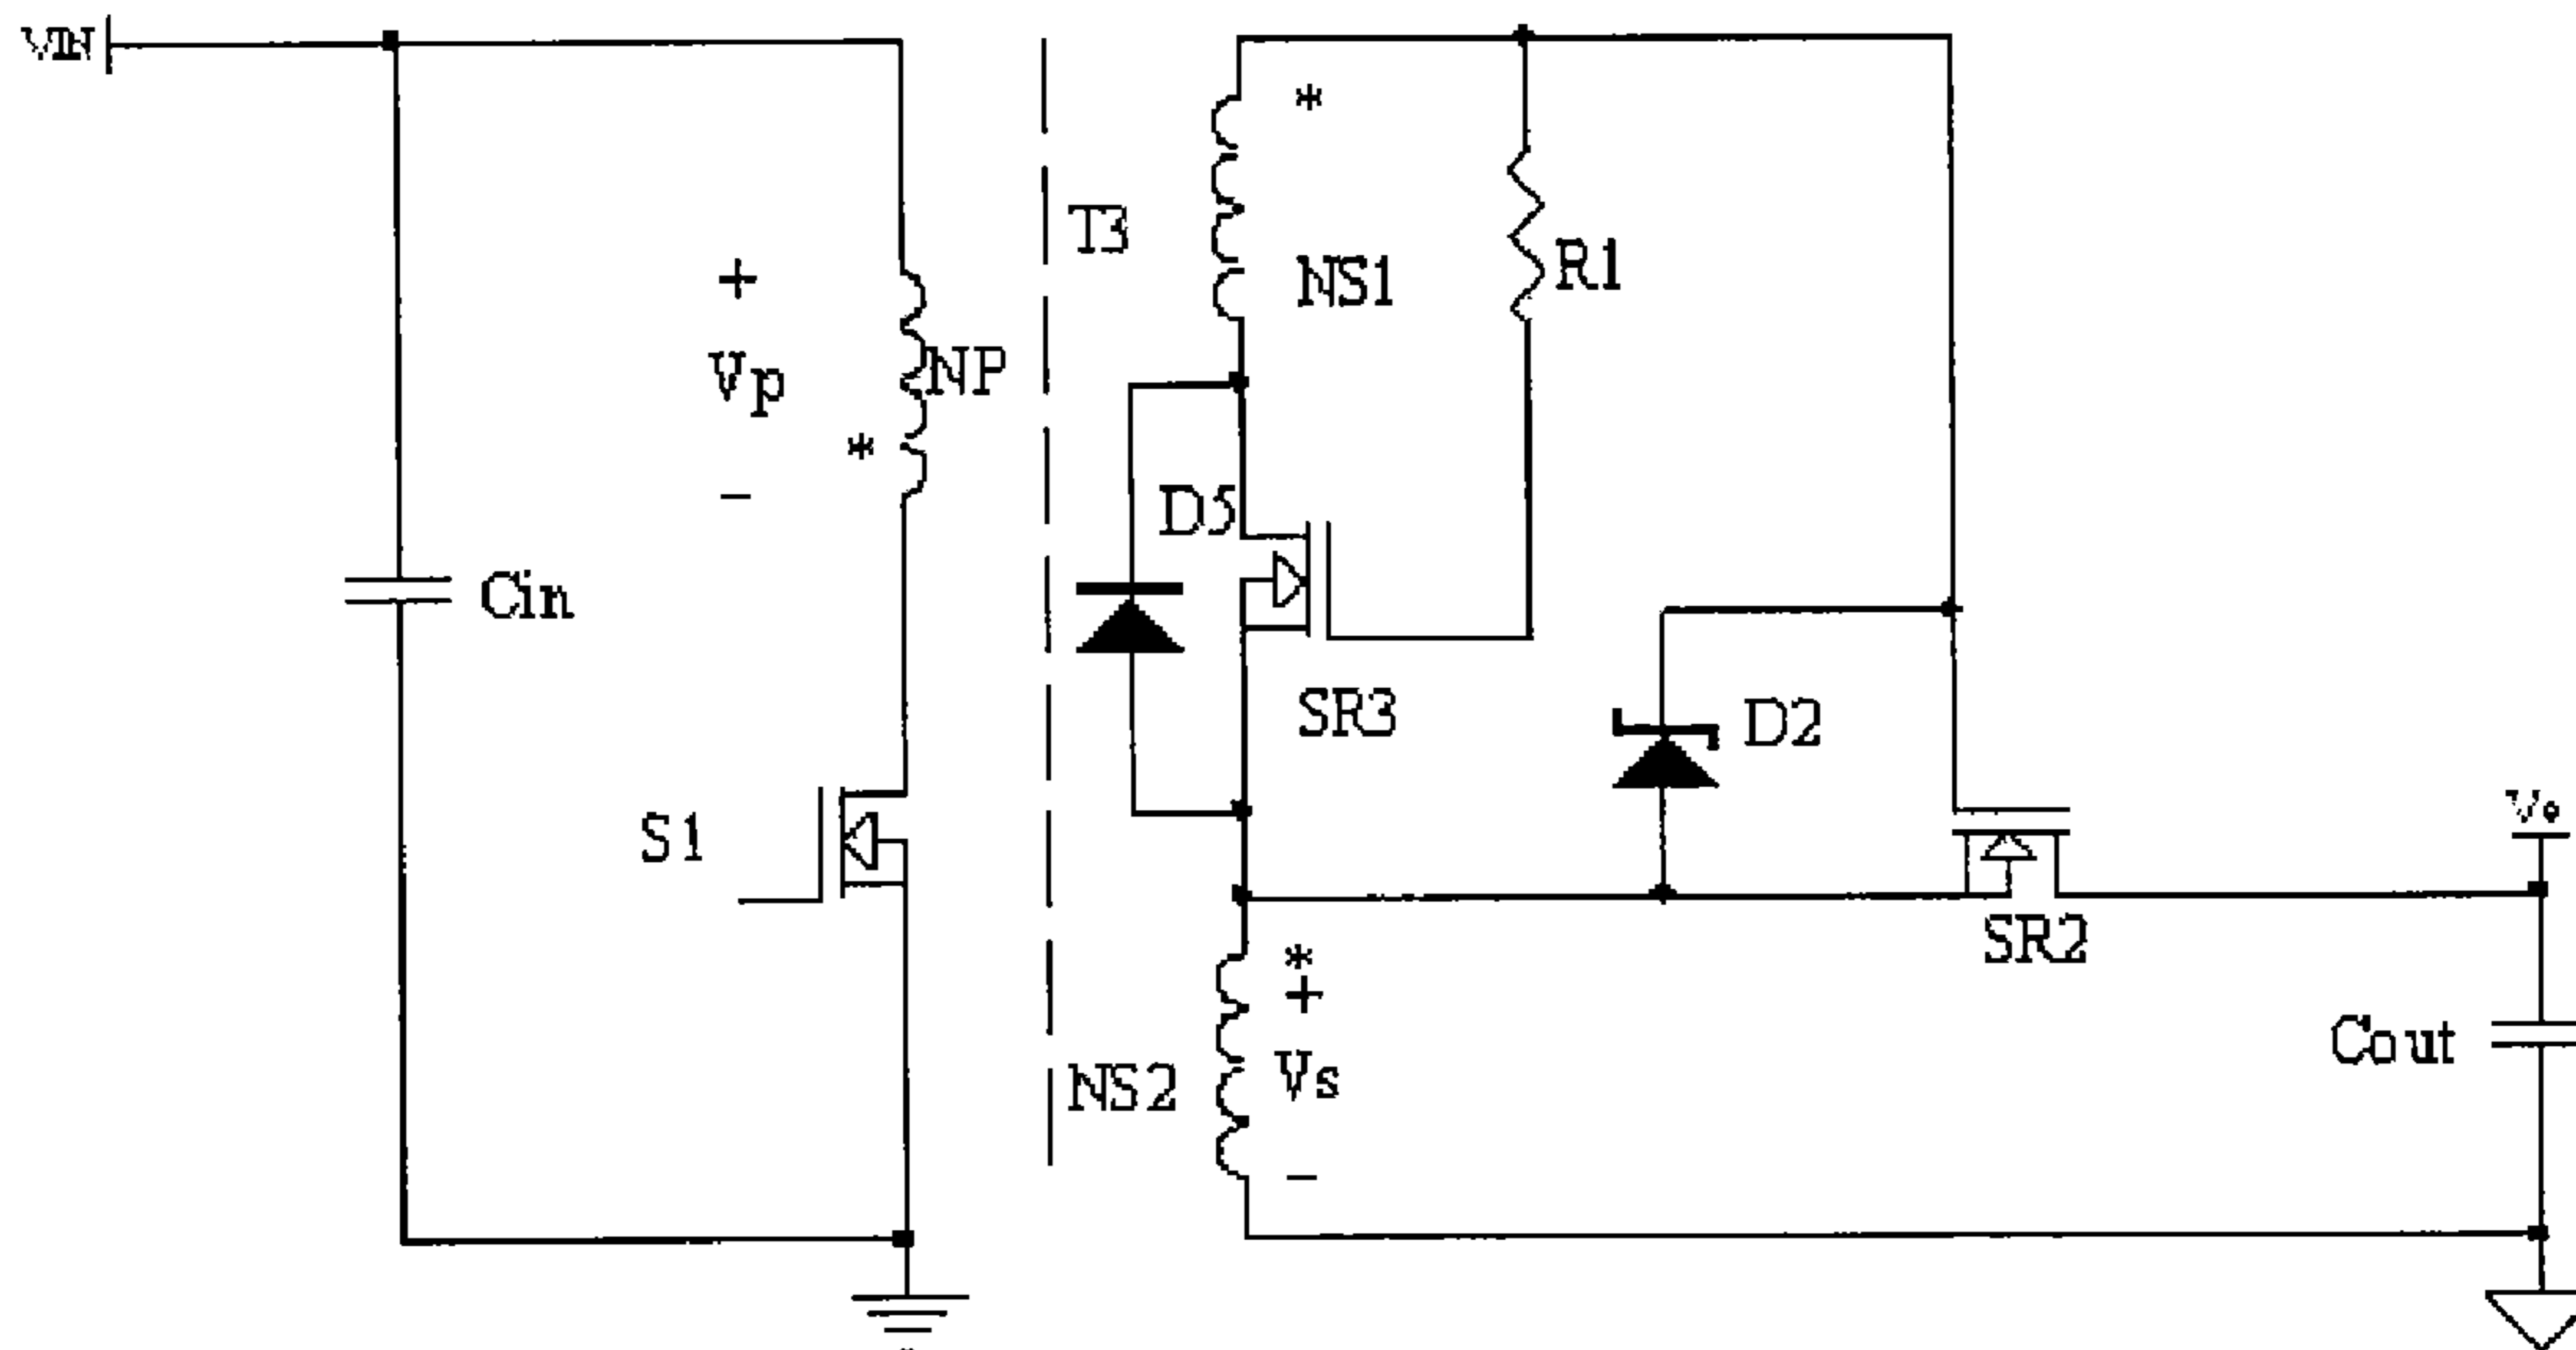 VIN
*
T3
NS1
R1
+
Vp
NP
*
-
D5
Cin
SR3
D2
S1
Vo
SR2
*
+
Vs
-
NS2
Cout